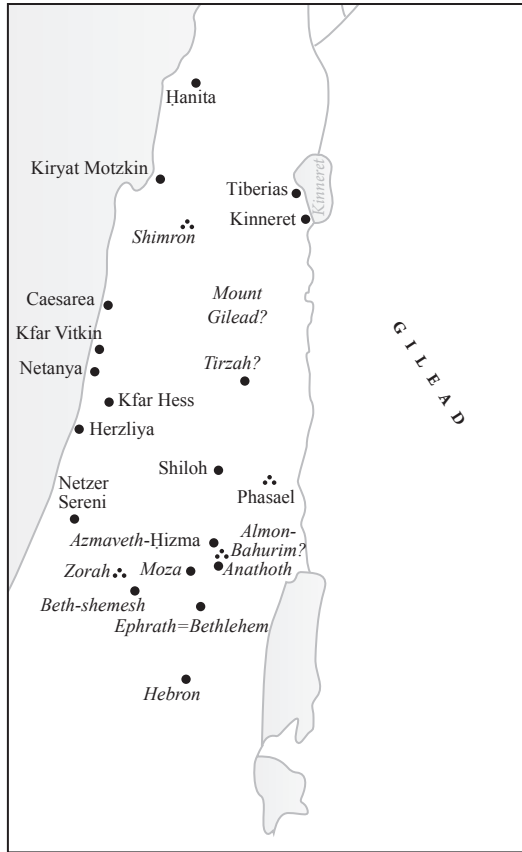 Ḥanita
Kiryat Motzkin
Tiberias
Kinneret
Kinneret
Shimron
Caesarea
Mount
Gilead?
Kfar Vitkin
Tirzah?
Netanya
GILEAD
Kfar Hess
Herzliya
Shiloh
Phasael
Netzer
Sereni
Azmaveth-Ḥizma
Almon-
Bahurim?
Zorah
Moza
Anathoth
Beth-shemesh
Ephrath=Bethlehem
Hebron